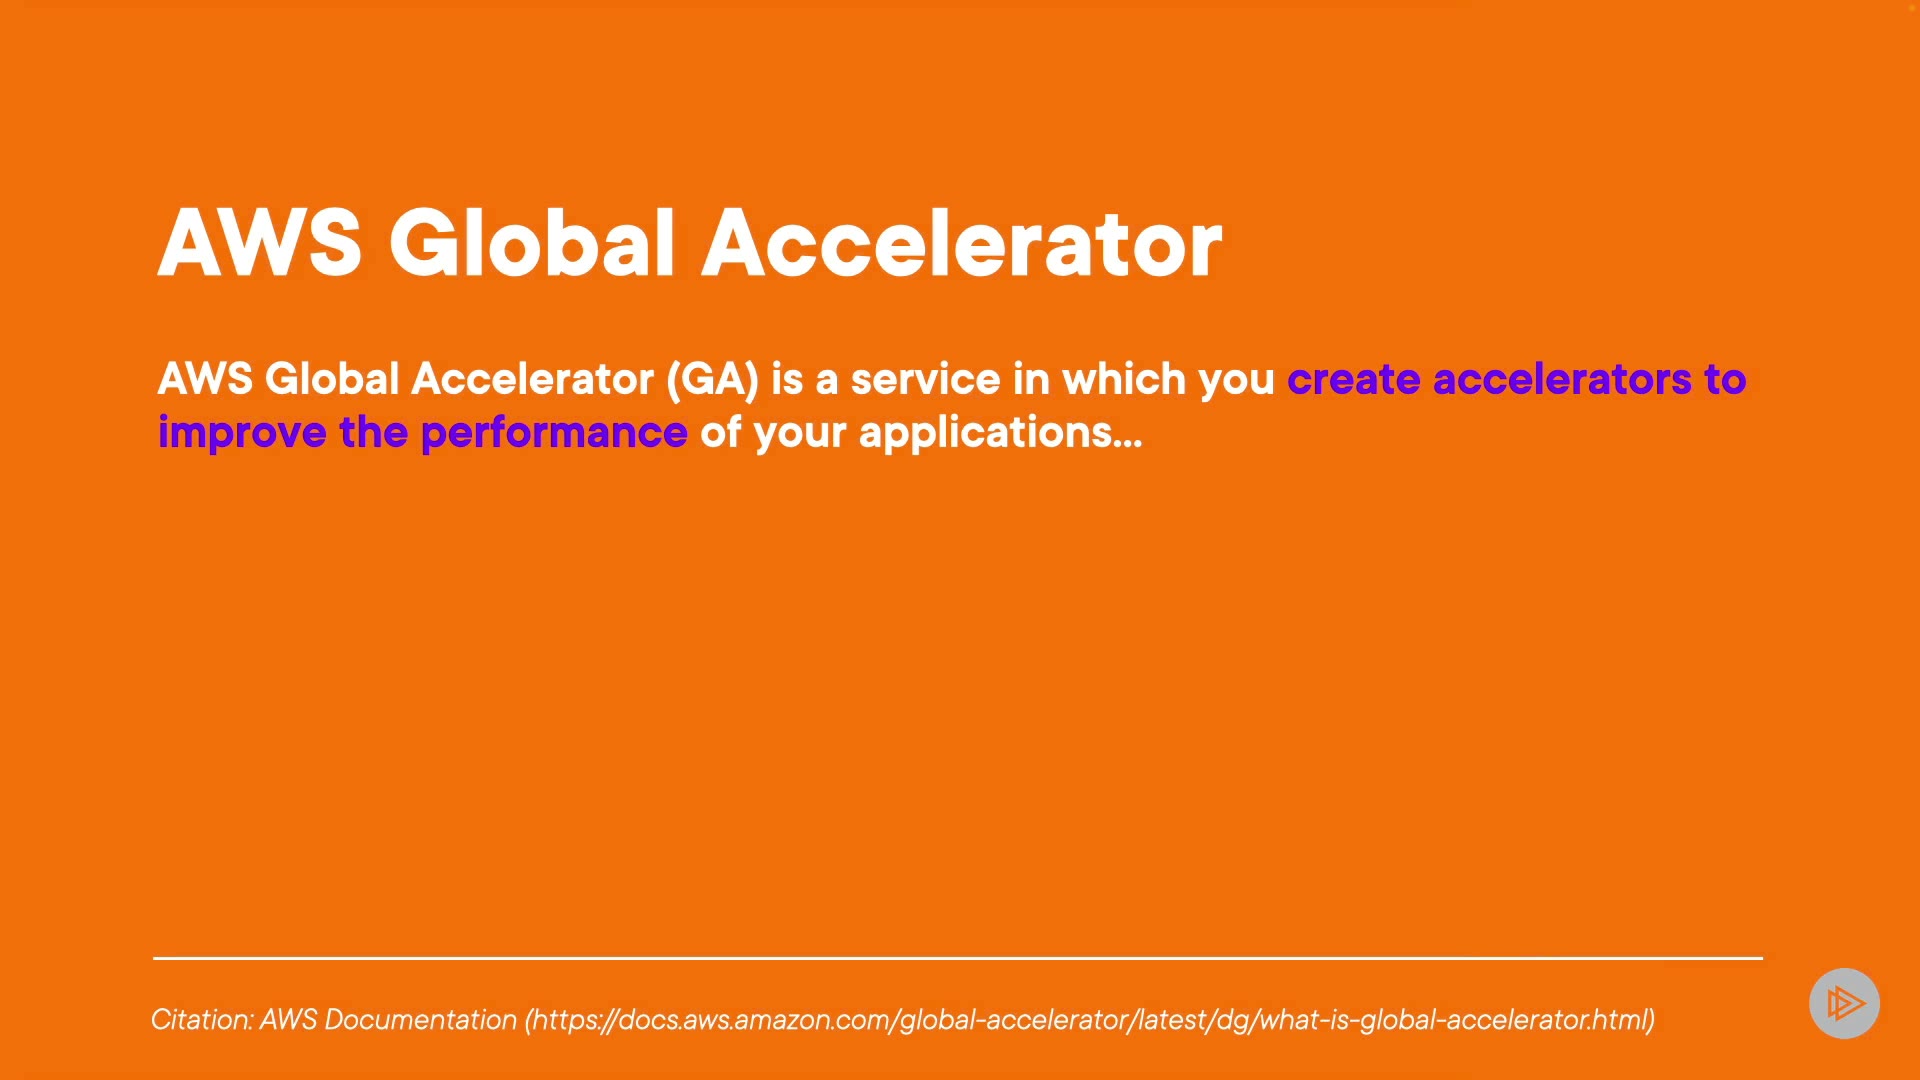 AWS Global Accelerator
AWS Global Accelerator (GA) is a service in which you create accelerators to
improve the performance of your applications...
Citation: AWS Documentation (https://docs.aws.amazon.com/global-accelerator/latest/dg/what-is-global-accelerator.html)